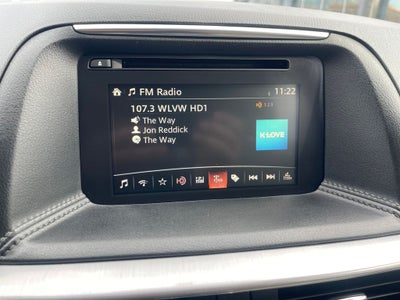 FM Radio 11:22
107.3 WLVW HD1
The Way
Jon Reddick
The Way
K-LOVE